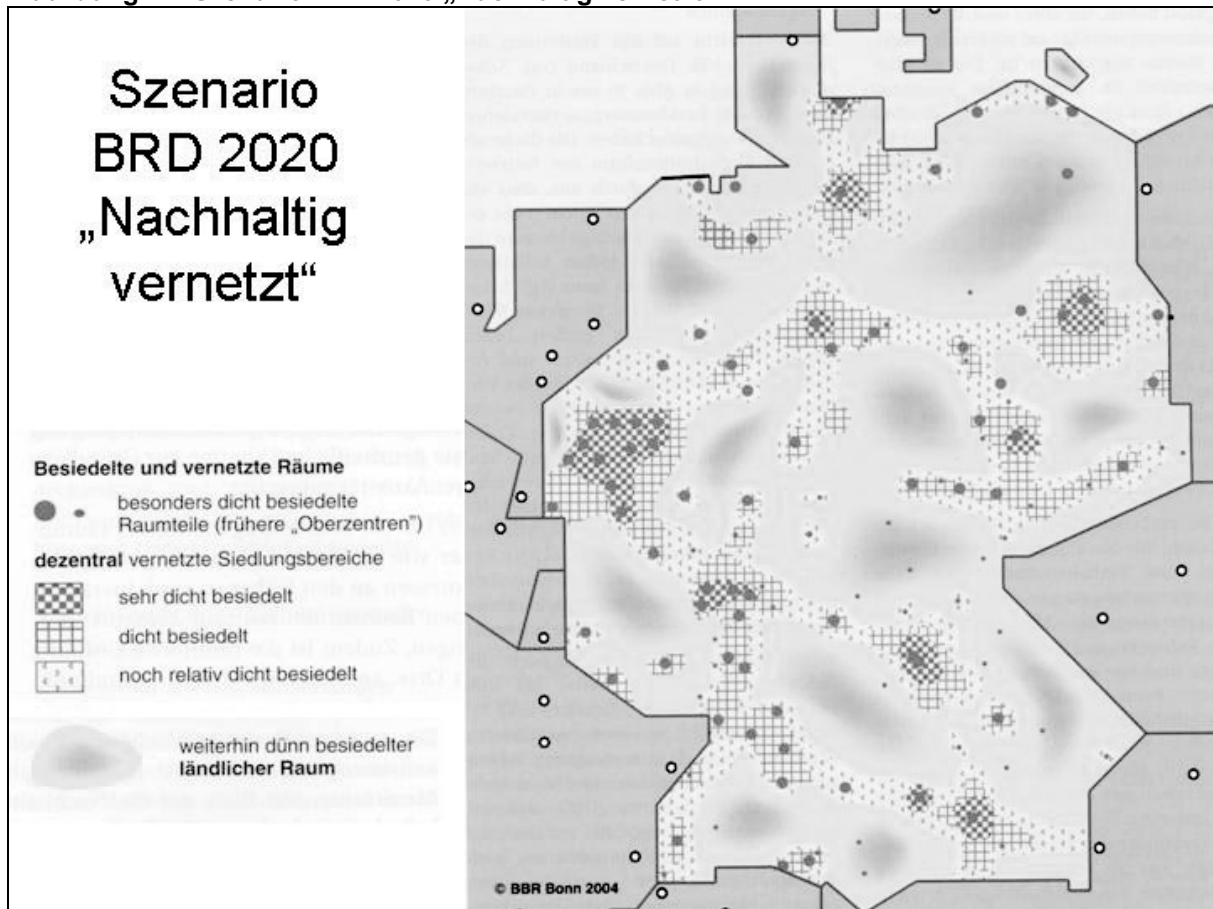 Szenario
BRD 2020
„Nachhaltig
vernetzt“
Besiedelte und vernetzte Räume
besonders dicht besiedelte
Raumteile (frühere „Oberzentren“)
dezentral vernetzte Siedlungsbereiche
sehr dicht besiedelt
dicht besiedelt
noch relativ dicht besiedelt
weiterhin dünn besiedelter
ländlicher Raum
© BBR Bonn 2004